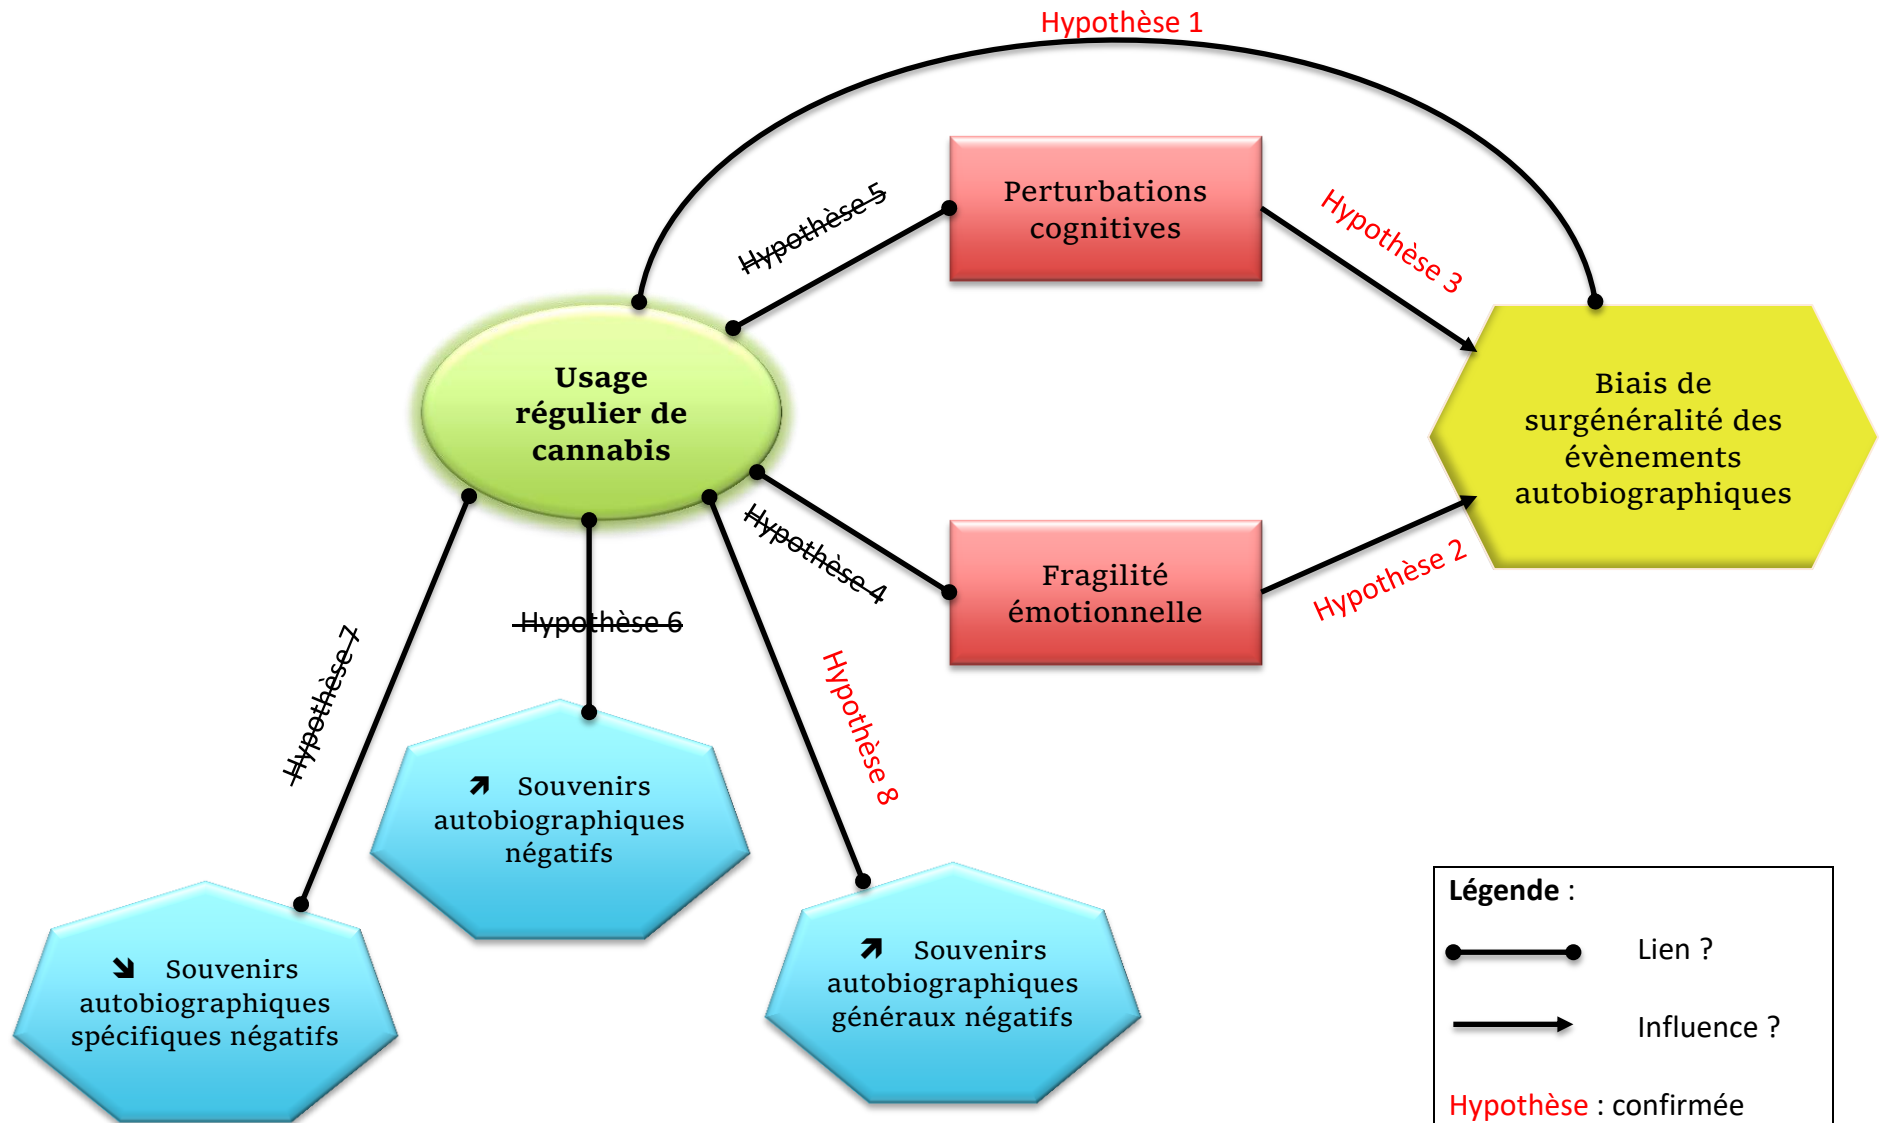 Hypothèse 1
Perturbations
cognitives
Hypothèse 5
Hypothèse 3
Usage
régulier de
cannabis
Biais de
surgénéralité des
évènements
autobiographiques
Hypothèse 4
Fragilité
émotionnelle
Hypothèse 2
Hypothèse 7
Hypothèse 6
Hypothèse 8
↗ Souvenirs
autobiographiques
négatifs
↘ Souvenirs
autobiographiques
spécifiques négatifs
↗ Souvenirs
autobiographiques
généraux négatifs
Légende :
Lien ?
Influence ?
Hypothèse : confirmée